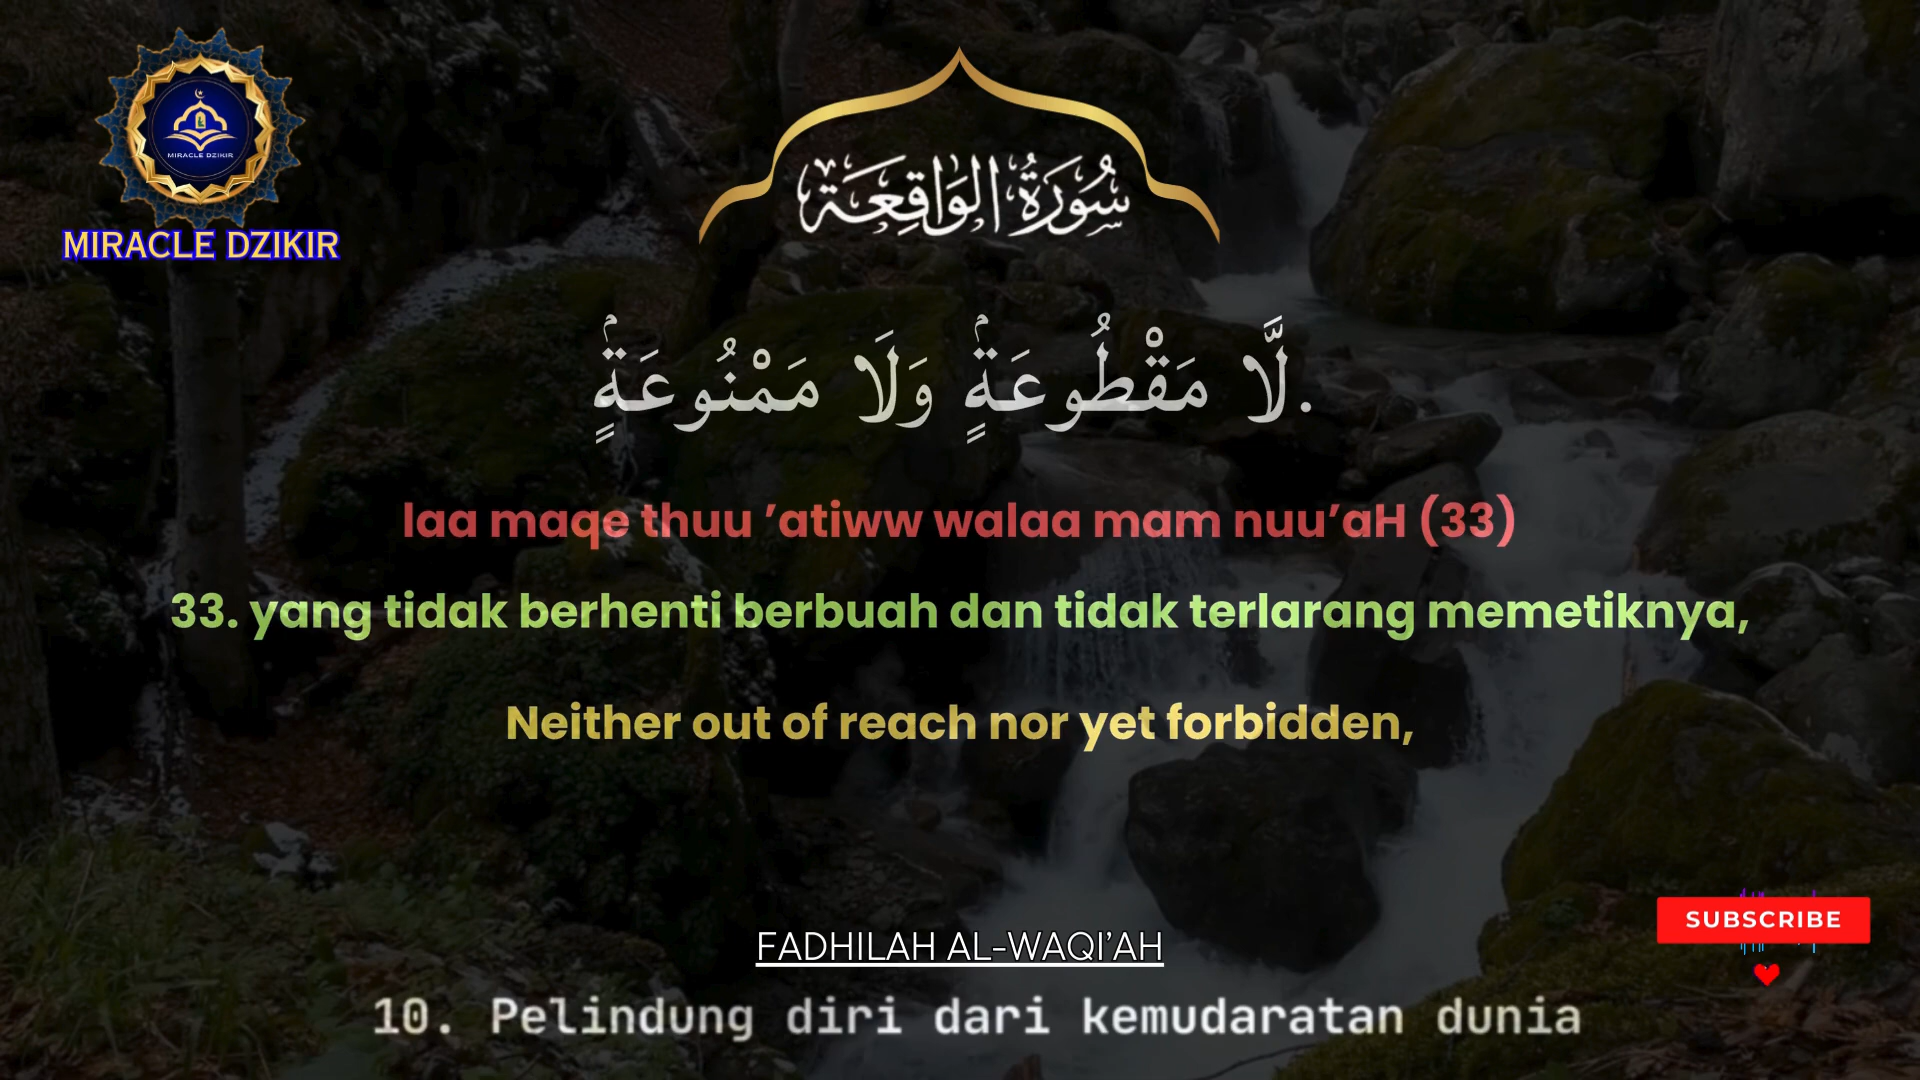 MIRACLE DZIKIR
MIRACLE DZIKIR
سُورَةُ الوَاقِعَة
لَّا مَقْطُوعَةٍۢ وَلَا مَمْنُوعَةٍۢ.
laa maqe thuu ’atiww walaa mam nuu’aH (33)
33. yang tidak berhenti berbuah dan tidak terlarang memetiknya,
Neither out of reach nor yet forbidden,
SUBSCRIBE
FADHILAH AL-WAQI’AH
10. Pelindung diri dari kemudaratan dunia